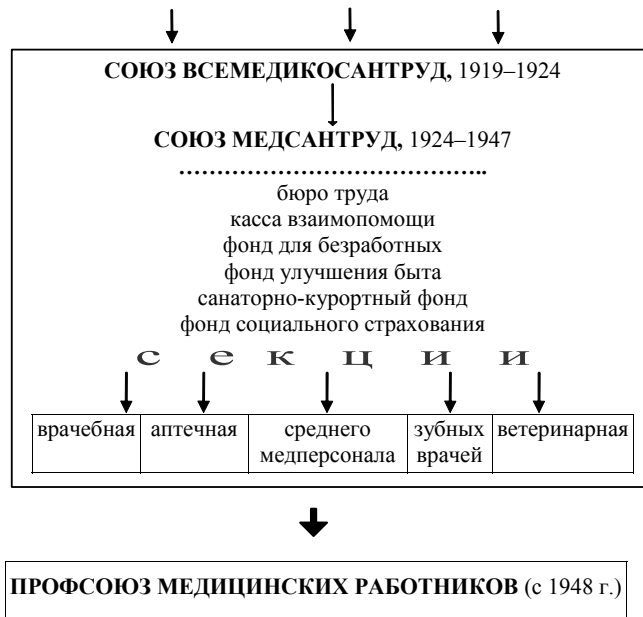 СОЮЗ ВСЕМЕДИКОСАНТРУД, 1919–1924
СОЮЗ МЕДСАНТРУД, 1924–1947
……………………………………..
бюро труда
касса взаимопомощи
фонд для безработных
фонд улучшения быта
санаторно-курортный фонд
фонд социального страхования
с е к ц и и
врачебная аптечная среднего медперсонала зубных врачей ветеринарная
ПРОФСОЮЗ МЕДИЦИНСКИХ РАБОТНИКОВ (с 1948 г.)